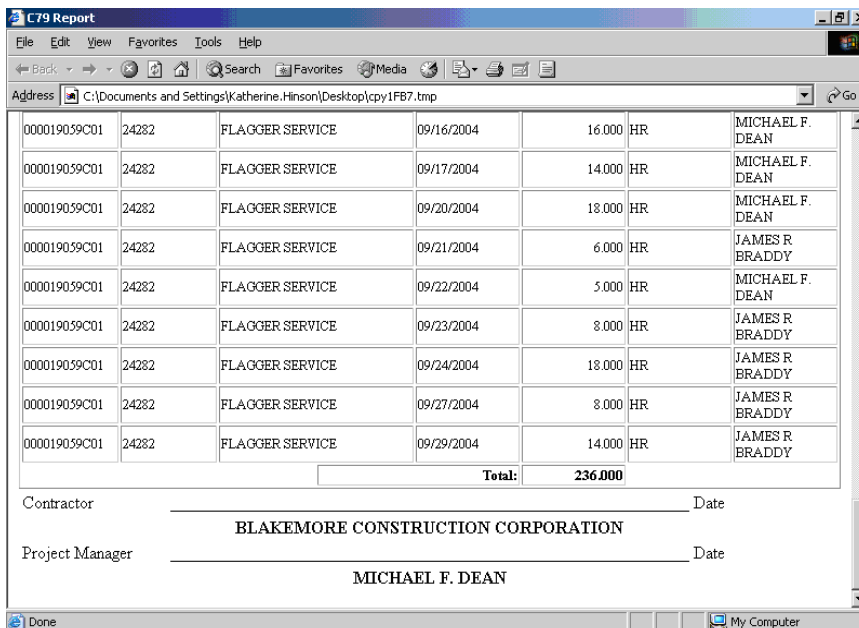 C79 Report
File Edit View Favorites Tools Help
Back Search Favorites Media
Address C:\Documents and Settings\Katherine.Hinson\Desktop\cpy1FB7.tmp Go
000019059C01 24282 FLAGGER SERVICE 09/16/2004 16.000 HR MICHAEL F.
DEAN
000019059C01 24282 FLAGGER SERVICE 09/17/2004 14.000 HR MICHAEL F.
DEAN
000019059C01 24282 FLAGGER SERVICE 09/20/2004 18.000 HR MICHAEL F.
DEAN
000019059C01 24282 FLAGGER SERVICE 09/21/2004 6.000 HR JAMES R
BRADDY
000019059C01 24282 FLAGGER SERVICE 09/22/2004 5.000 HR MICHAEL F.
DEAN
000019059C01 24282 FLAGGER SERVICE 09/23/2004 8.000 HR JAMES R
BRADDY
000019059C01 24282 FLAGGER SERVICE 09/24/2004 18.000 HR JAMES R
BRADDY
000019059C01 24282 FLAGGER SERVICE 09/27/2004 8.000 HR JAMES R
BRADDY
000019059C01 24282 FLAGGER SERVICE 09/29/2004 14.000 HR JAMES R
BRADDY
Total: 236.000
Contractor Date
BLAKEMORE CONSTRUCTION CORPORATION
Project Manager Date
MICHAEL F. DEAN
Done My Computer